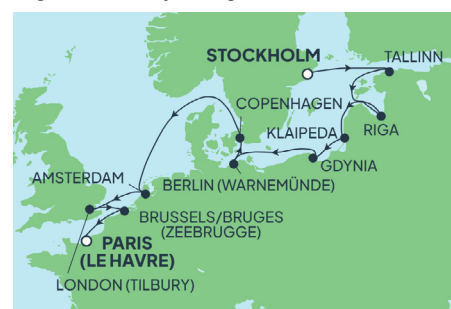 STOCKHOLM
TALLINN
COPENHAGEN
KLAIPEDA
RIGA
GDYNIA
AMSTERDAM
BERLIN (WARNEMÜNDE)
BRUSSELS/BRUGES
(ZEEBRUGGE)
PARIS
(LE HAVRE)
LONDON (TILBURY)